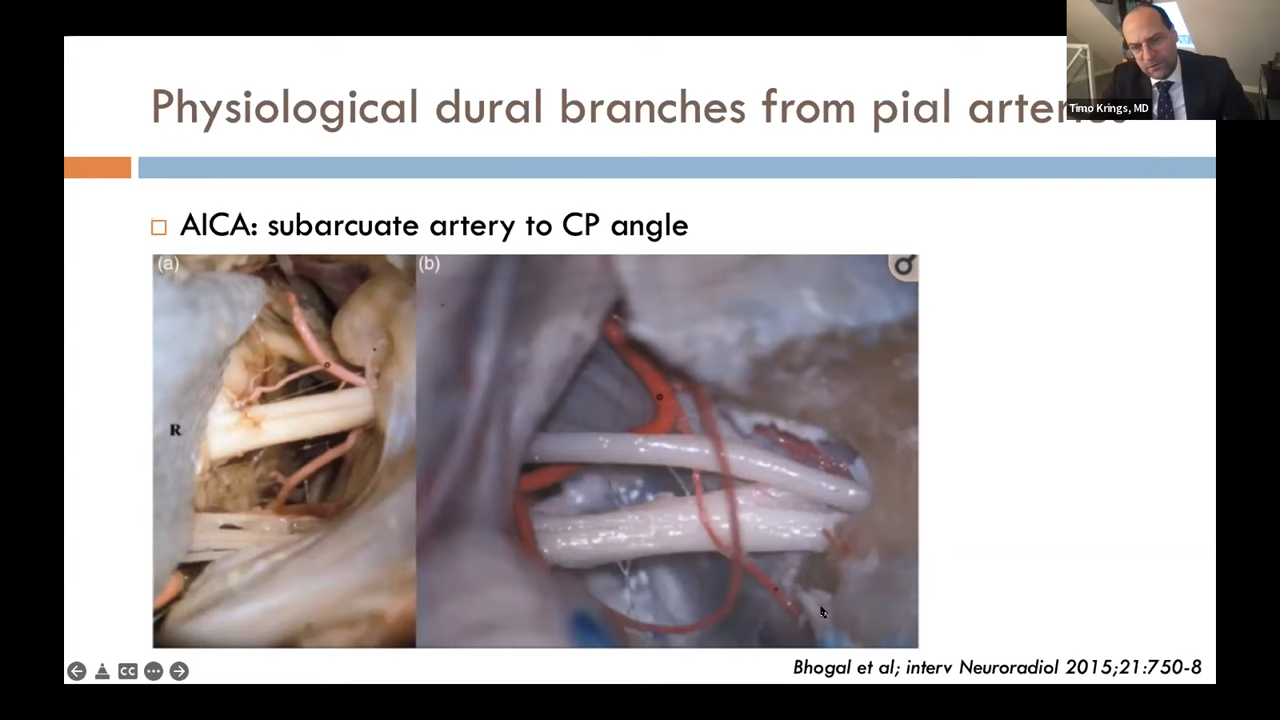 Physiological dural branches from pial
Timo Krings, MD
AICA: subarcuate artery to CP angle
(a)
(b)
R
CC
Bhogal et al; interv Neuroradiol 2015;21:750-8